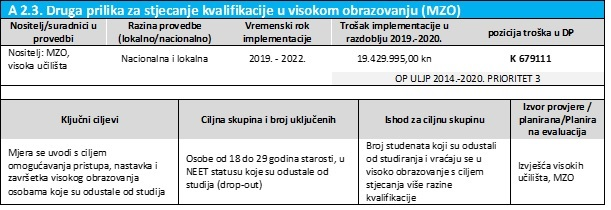 A 2.3. Druga prilika za stjecanje kvalifikacije u visokom obrazovanju (MZO)
Nositelj/suradnici u provedbi
Razina provedbe (lokalno/nacionalno)
Vremenski rok implementacije
Trošak implementacije u razdoblju 2019.-2020.
pozicija troška u DP
Nositelj: MZO, visoka učilišta
Nacionalna i lokalna
2019. - 2022.
19.429.995,00 kn
K 679111
OP ULJP 2014.-2020. PRIORITET 3
Ključni ciljevi
Ciljna skupina i broj uključenih
Ishod za ciljnu skupinu
Izvor provjere / planirana/Planirana evaluacija
Mjera se uvodi s ciljem
omogućavanja pristupa, nastavka i
završetka visokog obrazovanja
osobama koje su odustale od studija
Osobe od 18 do 29 godina starosti, u
NEET statusu koje su odustale od
studija (drop-out)
Broj studenata koji su odustali
od studiranja i vraćaju se u
visoko obrazovanje s ciljem
stjecanja više razine
kvalifikacije
Izvješća visokih
učilišta, MZO